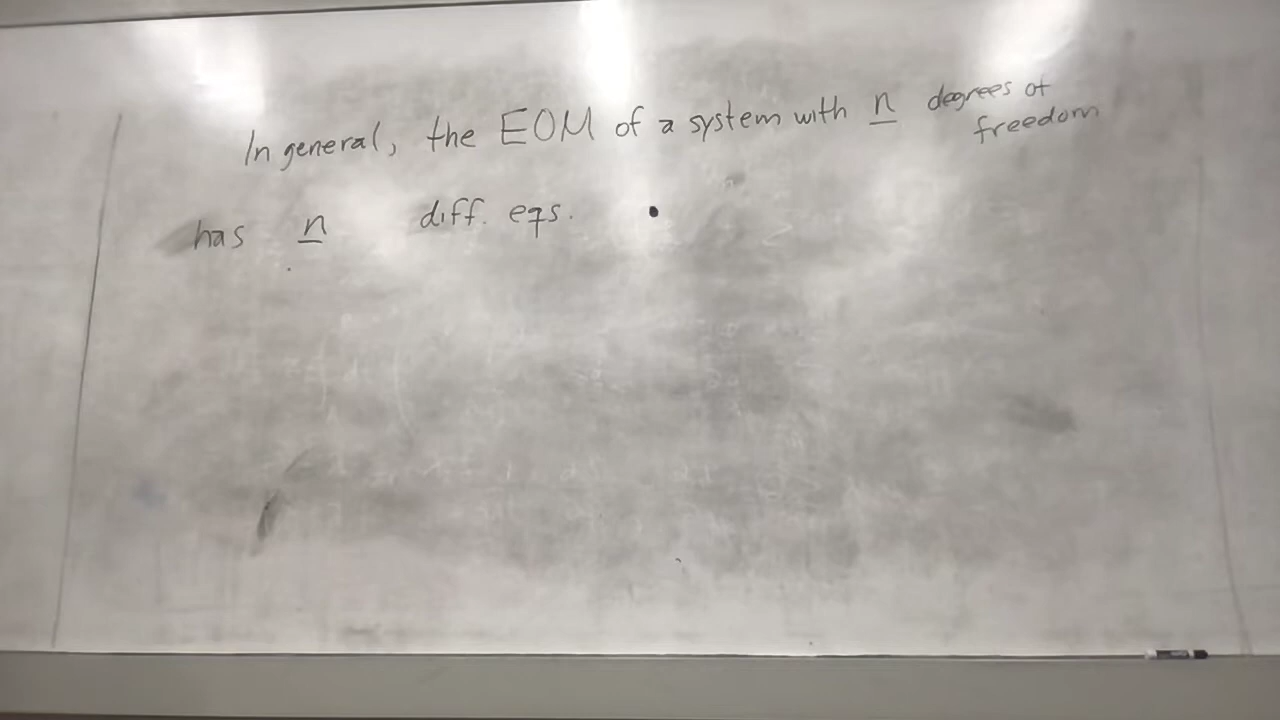 In general, the EOM of a system with n degrees of freedom
has n diff. eqs.